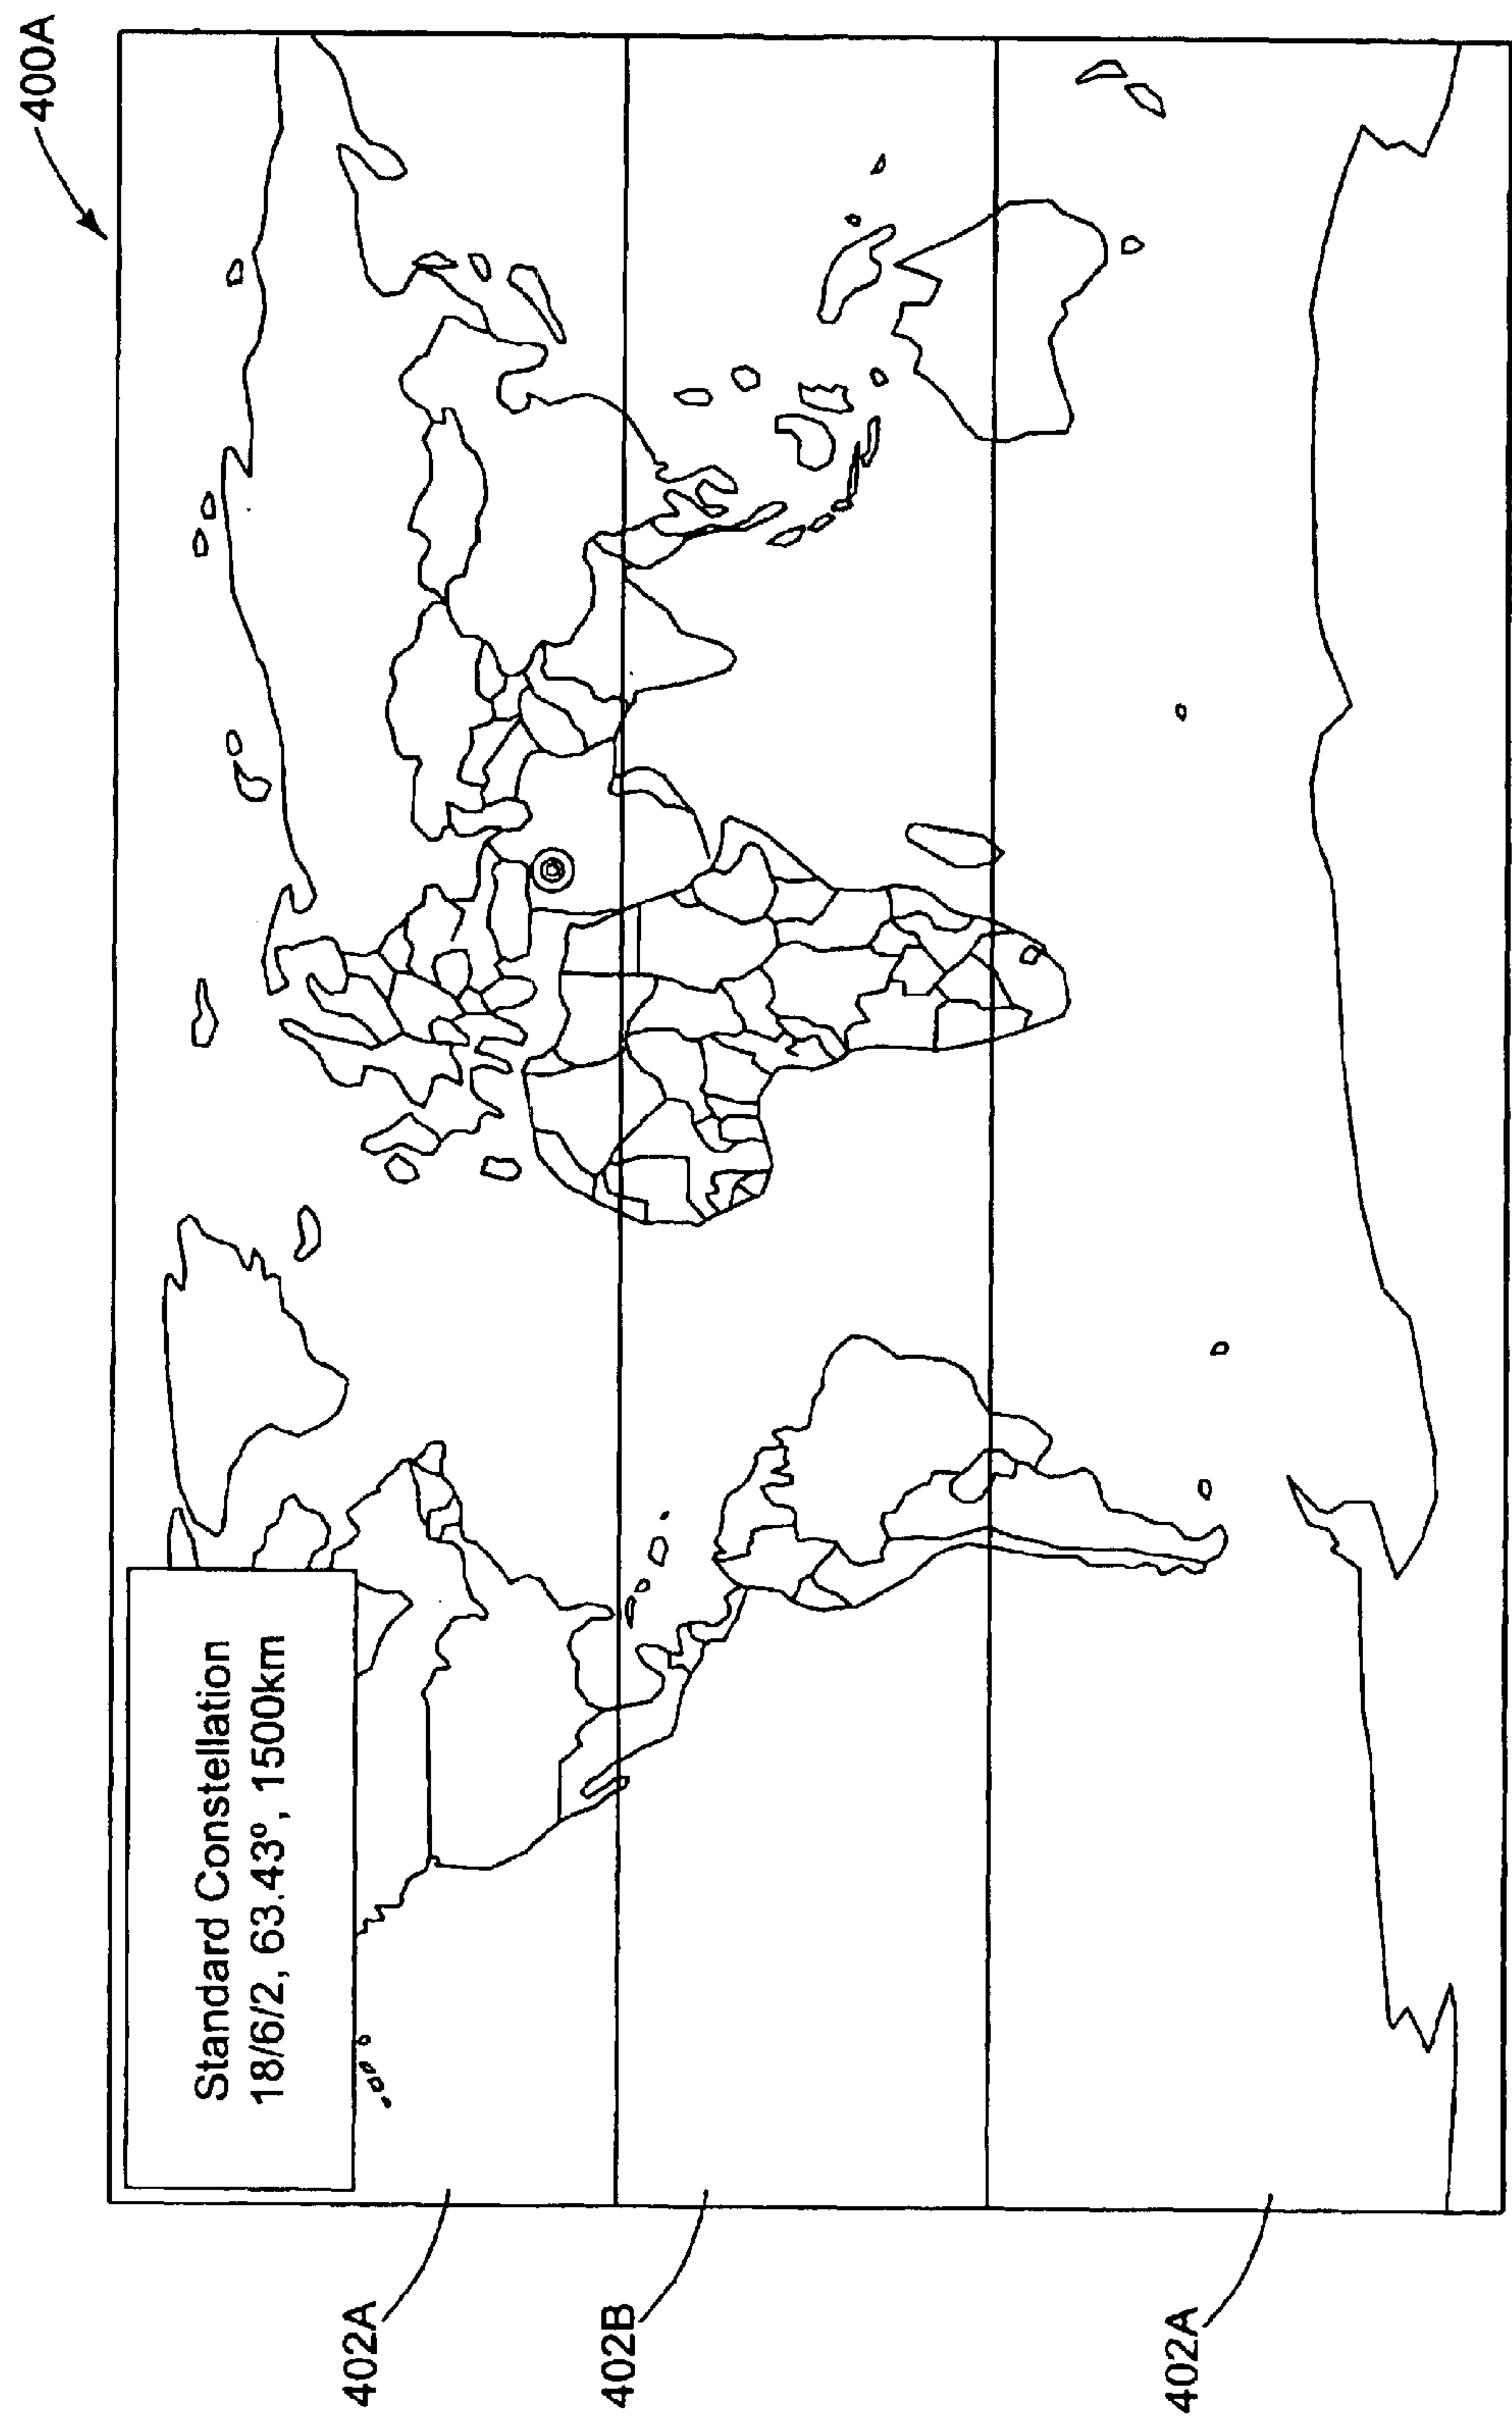 400A
Standard Constellation
18/6/2, 63.43°, 1500km
402A
402B
402A